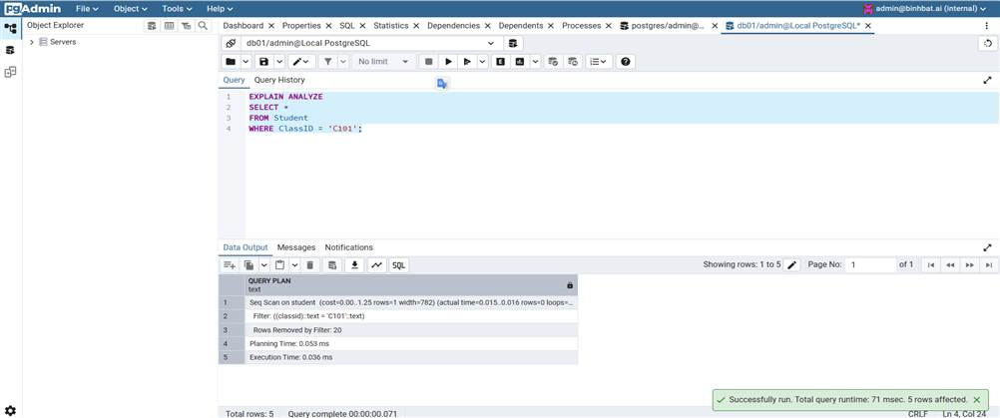 pgAdmin File Object Tools Help admin@binhbat.ai (internal)
Object Explorer
Dashboard Properties SQL Statistics Dependencies Dependents Processes postgres/admin@... db01/admin@Local PostgreSQL*
Servers
db01/admin@Local PostgreSQL
No limit
Query Query History
1 EXPLAIN ANALYZE
2 SELECT *
3 FROM Student
4 WHERE ClassID = 'C101';
Data Output Messages Notifications
SQL Showing rows: 1 to 5 Page No: 1 of 1
QUERY PLAN
text
1 Seq Scan on student (cost=0.00..1.25 rows=1 width=782) (actual time=0.015..0.016 rows=0 loops=...
2 Filter: ((classid)::text = 'C101'::text)
3 Rows Removed by Filter: 20
4 Planning Time: 0.053 ms
5 Execution Time: 0.036 ms
Successfully run. Total query runtime: 71 msec. 5 rows affected.
Total rows: 5 Query complete 00:00:00.071 CRLF Ln 4, Col 24